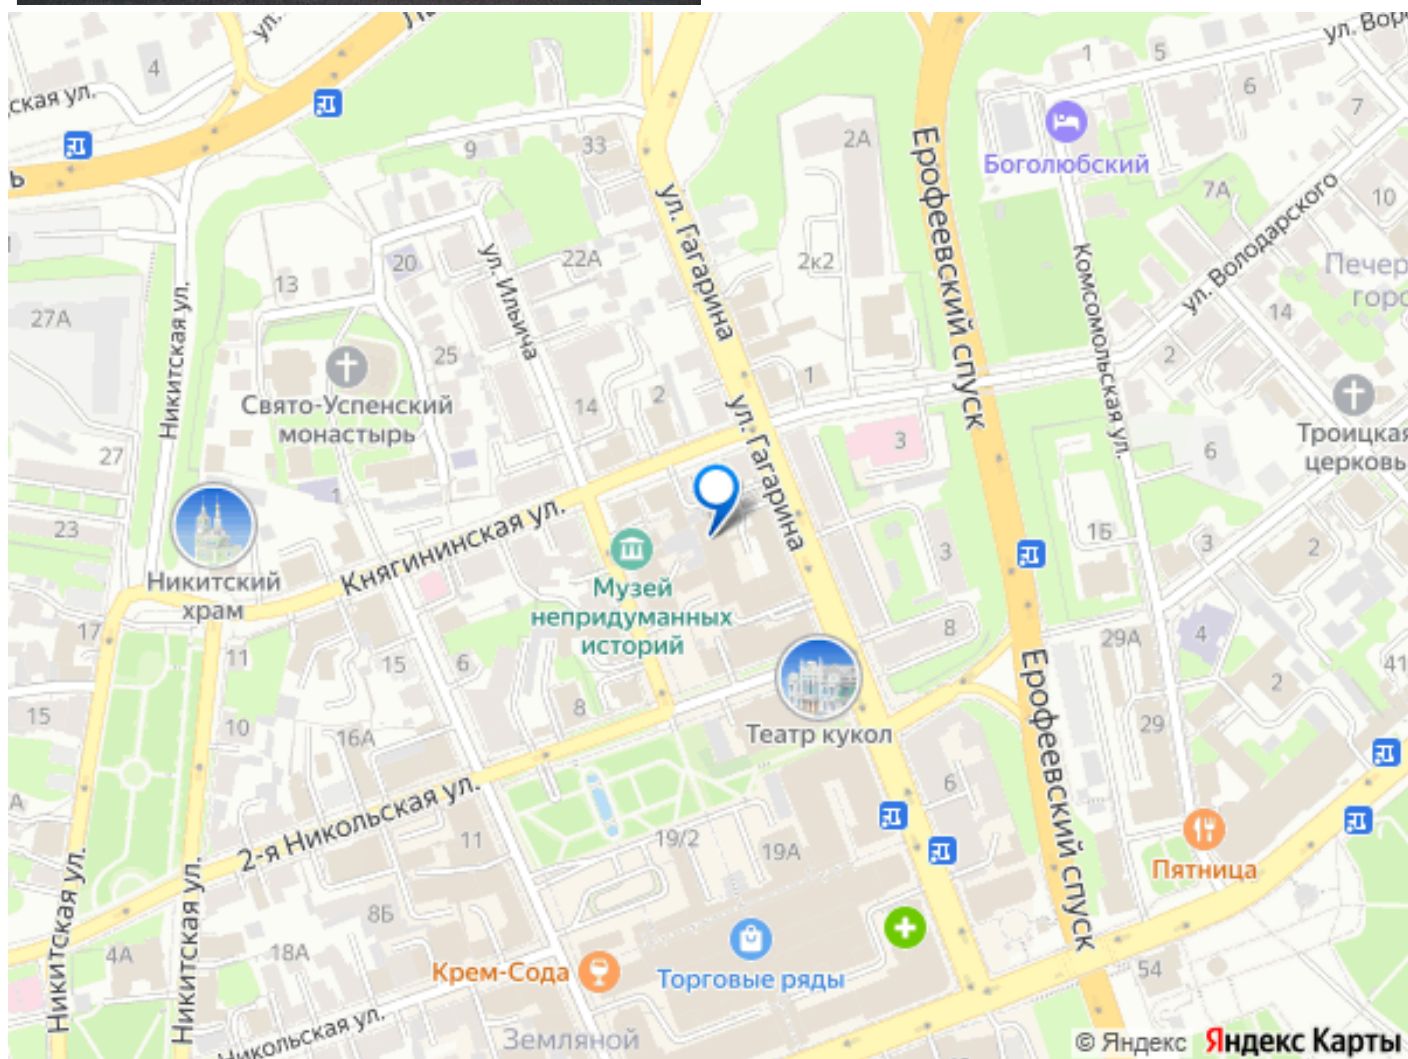 4
1
5
6
7
9
33
2А
Боголюбский
7А
10
ул. Гагарина
Ерофеевский спуск
ул. Володарского
20
22А
2к2
13
ул. Ильича
Комсомольская ул.
14
27А
Никитская ул.
25
1
2
Свято-Успенский
монастырь
14
2
ул. Гагарина
3
6
Троицкая
церковь
27
1
23
Княгининская ул.
1Б
3
2
3
Никитский
храм
Музей
непридуманных
историй
17
11
15
6
8
29А
4
41
2
15
10
16А
8
Театр кукол
29
Ерофеевский спуск
6
2-я Никольская ул.
11
19/2
19А
Пятница
Никитская ул.
Никитская ул.
8Б
4А
18А
Крем-Сода
Торговые ряды
54
Никольская ул.
Земляной
© Яндекс Яндекс Карты